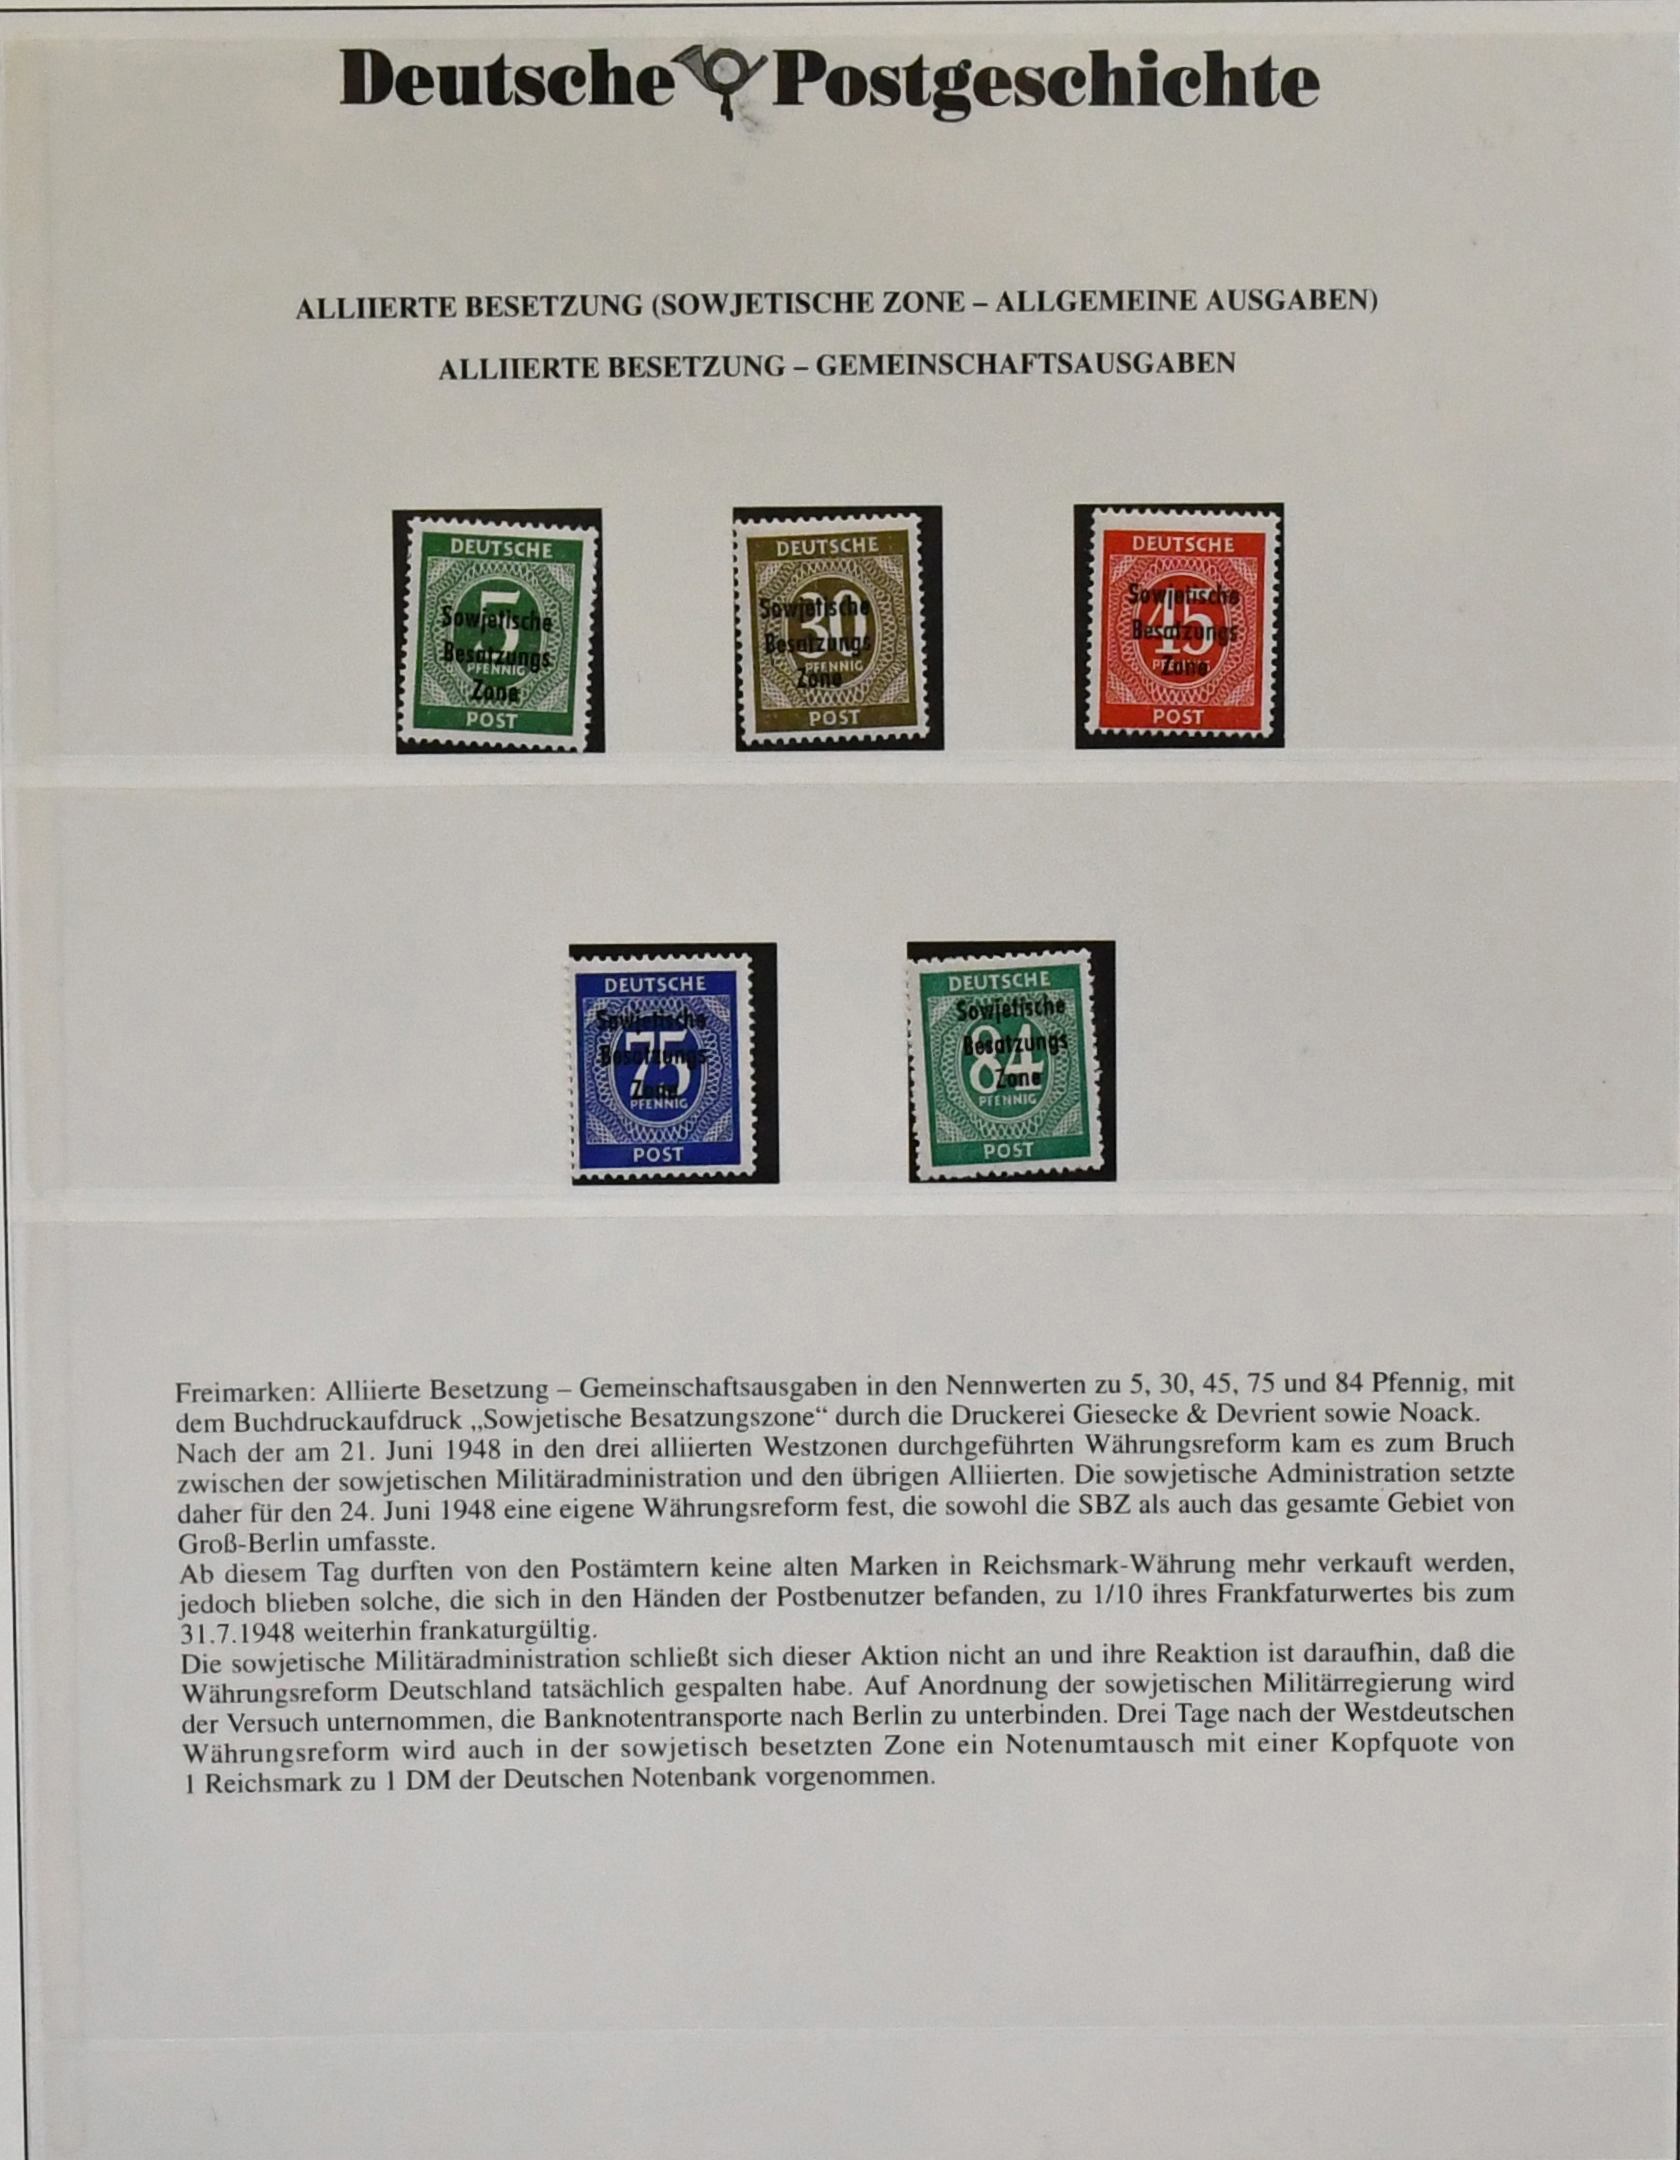 Deutsche Postgeschichte
ALLIIERTE BESETZUNG (SOWJETISCHE ZONE – ALLGEMEINE AUSGABEN)
ALLIIERTE BESETZUNG – GEMEINSCHAFTSAUSGABEN
DEUTSCHE
5
Sowjetische
Besatzungs
PFENNIG
Zone
POST
DEUTSCHE
30
Sowjetische
Besatzungs
PFENNIG
Zone
POST
DEUTSCHE
45
Sowjetische
Besatzungs
PFENNIG
Zone
POST
DEUTSCHE
Sowjetische
75
Besatzungs
Zone
PFENNIG
POST
DEUTSCHE
Sowjetische
84
Besatzungs
Zone
PFENNIG
POST
Freimarken: Alliierte Besetzung – Gemeinschaftsausgaben in den Nennwerten zu 5, 30, 45, 75 und 84 Pfennig, mit
dem Buchdruckaufdruck „Sowjetische Besatzungszone“ durch die Druckerei Giesecke & Devrient sowie Noack.
Nach der am 21. Juni 1948 in den drei alliierten Westzonen durchgeführten Währungsreform kam es zum Bruch
zwischen der sowjetischen Militäradministration und den übrigen Alliierten. Die sowjetische Administration setzte
daher für den 24. Juni 1948 eine eigene Währungsreform fest, die sowohl die SBZ als auch das gesamte Gebiet von
Groß-Berlin umfasste.
Ab diesem Tag durften von den Postämtern keine alten Marken in Reichsmark-Währung mehr verkauft werden,
jedoch blieben solche, die sich in den Händen der Postbenutzer befanden, zu 1/10 ihres Frankfaturwertes bis zum
31.7.1948 weiterhin frankaturgültig.
Die sowjetische Militäradministration schließt sich dieser Aktion nicht an und ihre Reaktion ist daraufhin, daß die
Währungsreform Deutschland tatsächlich gespalten habe. Auf Anordnung der sowjetischen Militärregierung wird
der Versuch unternommen, die Banknotentransporte nach Berlin zu unterbinden. Drei Tage nach der Westdeutschen
Währungsreform wird auch in der sowjetisch besetzten Zone ein Notenumtausch mit einer Kopfquote von
1 Reichsmark zu 1 DM der Deutschen Notenbank vorgenommen.